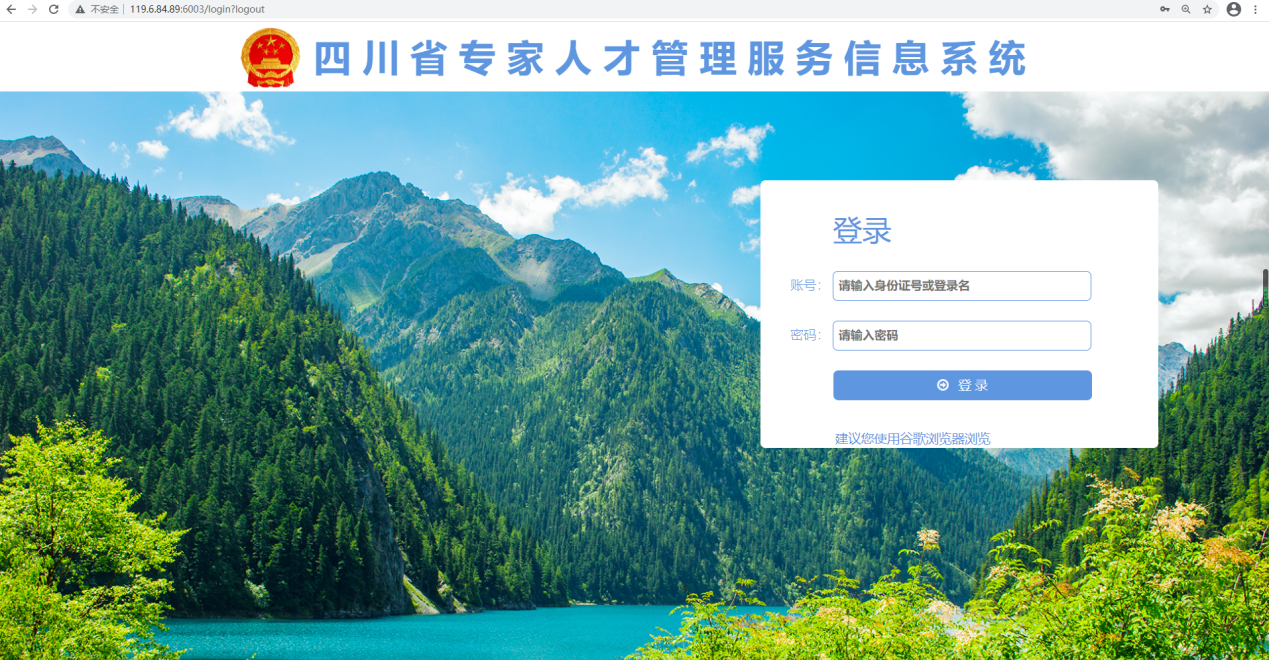 不安全 | 119.6.84.89:6003/login?logout
四川省专家人才管理服务信息系统
登录
账号： 请输入身份证号或登录名
密码： 请输入密码
登 录
建议您使用谷歌浏览器浏览